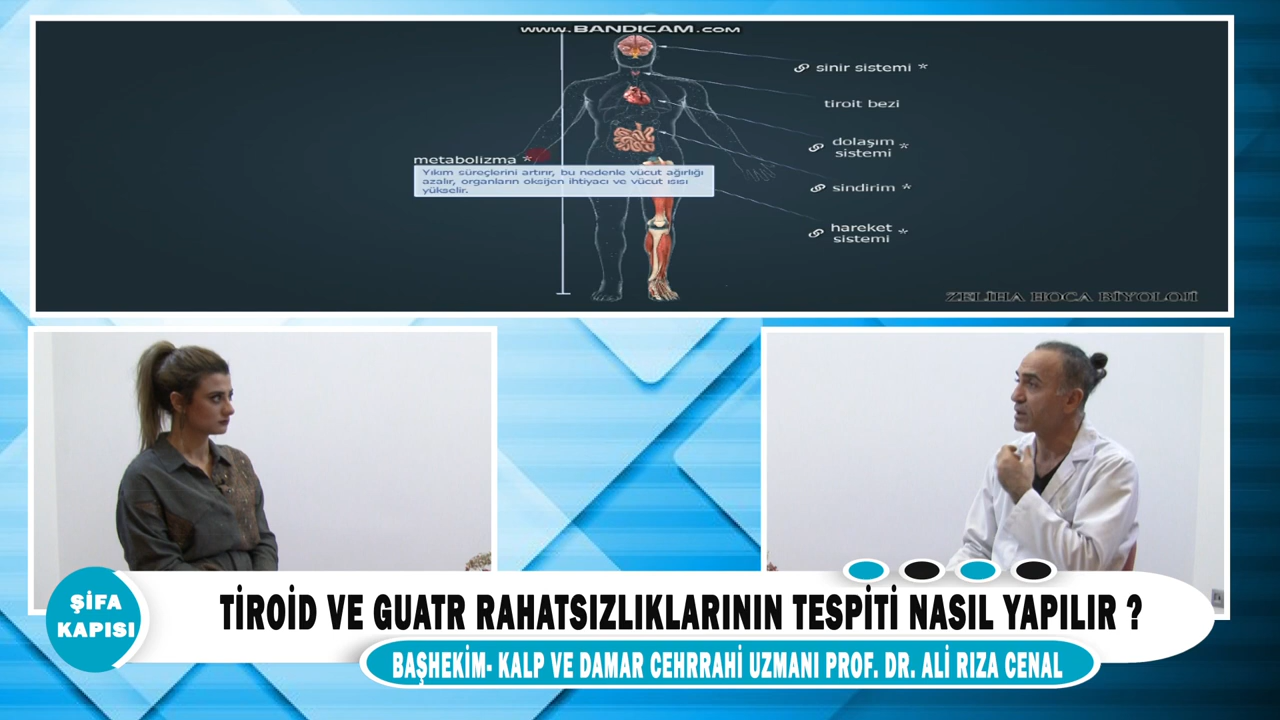 www.BANDICAM.com
sinir sistemi *
tiroit bezi
dolaşım
sistemi *
metabolizma *
Yıkım süreçlerini artırır, bu nedenle vücut ağırlığı
azalır, organların oksijen ihtiyacı ve vücut ısısı
yükselir.
sindirim *
hareket
sistemi *
ZELİHA HOCA BİYOLOJİ
ŞİFA
KAPISI
TİROİD VE GUATR RAHATSIZLIKLARININ TESPİTİ NASIL YAPILIR ?
BAŞHEKİM- KALP VE DAMAR CEHRRAHİ UZMANI PROF. DR. ALİ RIZA CENAL